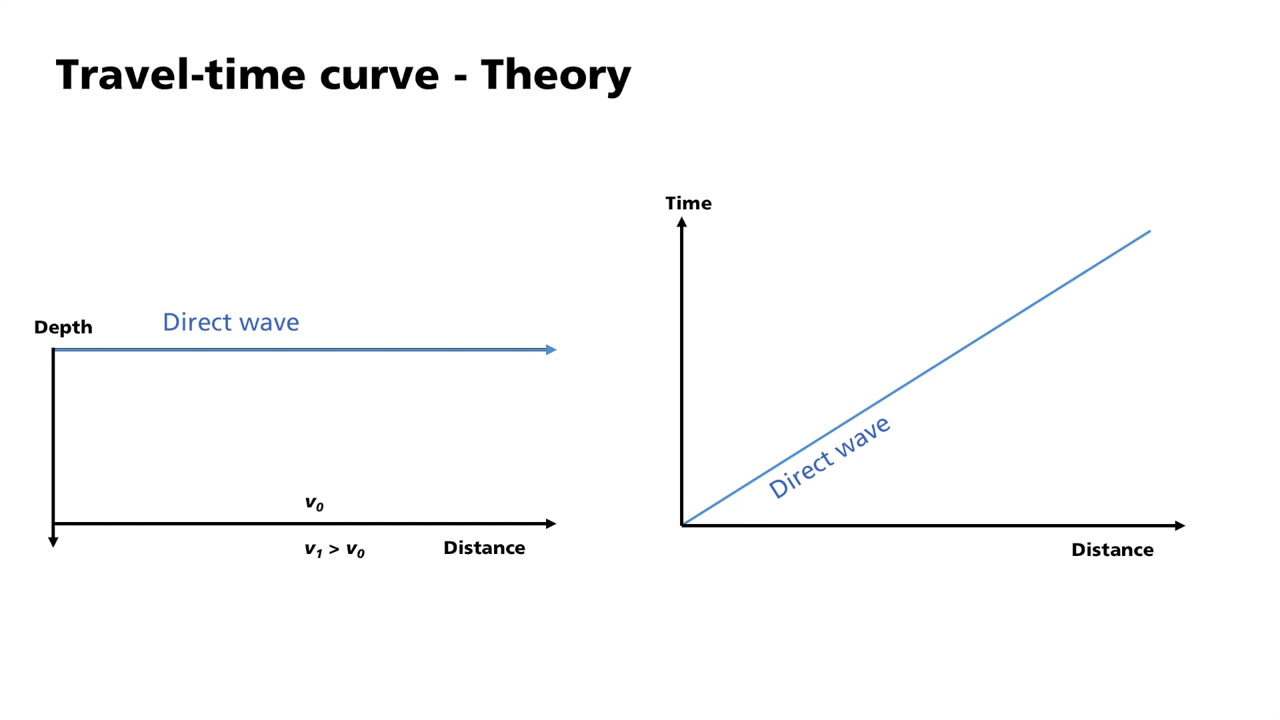 Travel-time curve - Theory
Depth
Direct wave
v₀
v₁ > v₀
Distance
Time
Direct wave
Distance